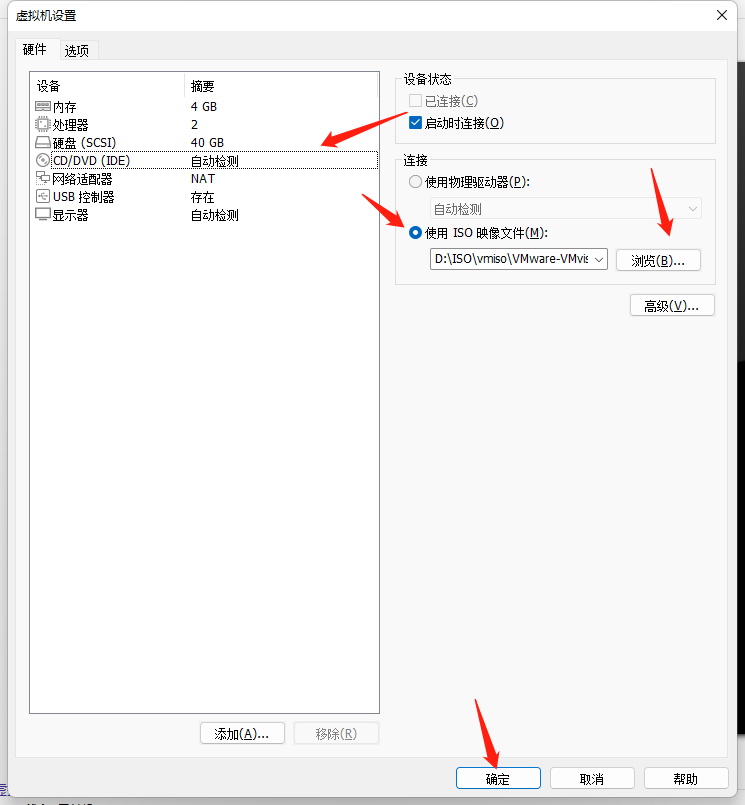 虚拟机设置
硬件 选项
设备 摘要
内存 4 GB
处理器 2
硬盘 (SCSI) 40 GB
CD/DVD (IDE) 自动检测
网络适配器 NAT
USB 控制器 存在
显示器 自动检测
添加(A)... 移除(R)
设备状态
已连接(C)
启动时连接(O)
连接
使用物理驱动器(P):
自动检测
使用 ISO 映像文件(M):
D:\ISO\vmiso\VMware-VMvis 浏览(B)...
高级(V)...
确定 取消 帮助